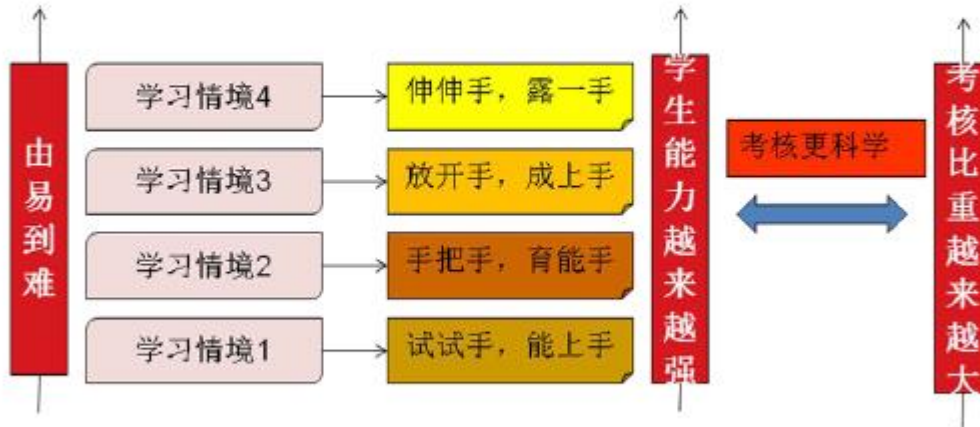 由易到难
学习情境4
伸伸手，露一手
学习情境3
放开手，成上手
学习情境2
手把手，育能手
学习情境1
试试手，能上手
学生能力越来越强
考核更科学
考核比重越来越大